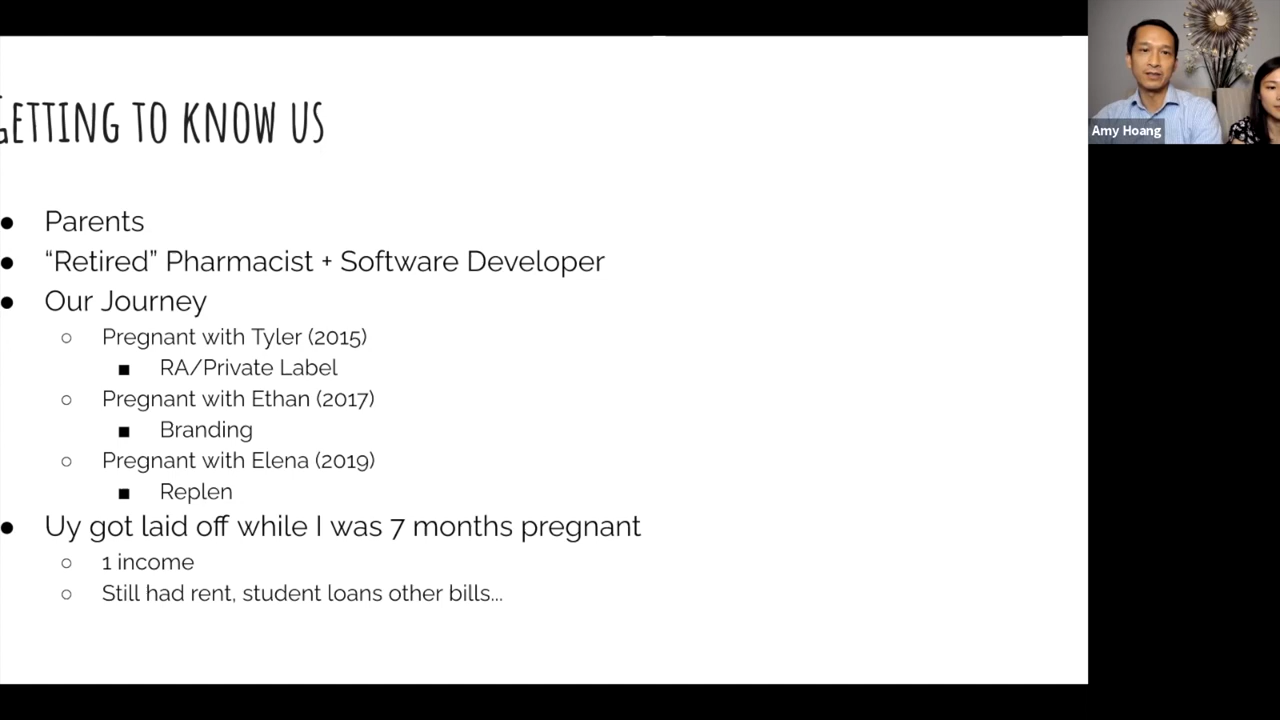 GETTING TO KNOW US
● Parents
● “Retired” Pharmacist + Software Developer
● Our Journey
○ Pregnant with Tyler (2015)
■ RA/Private Label
○ Pregnant with Ethan (2017)
■ Branding
○ Pregnant with Elena (2019)
■ Replen
● Uy got laid off while I was 7 months pregnant
○ 1 income
○ Still had rent, student loans other bills...
Amy Hoang